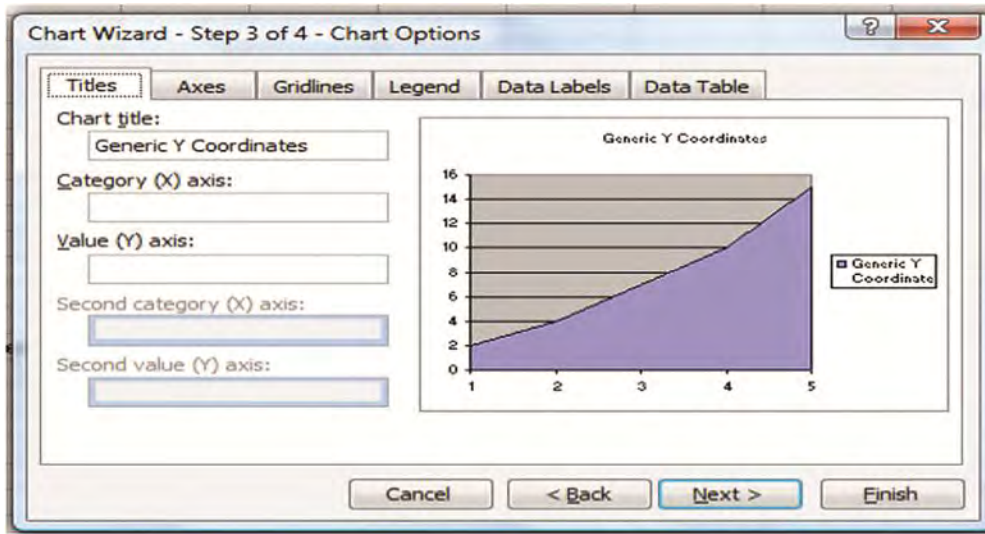 Chart Wizard - Step 3 of 4 - Chart Options
?
X
Titles
Axes
Gridlines
Legend
Data Labels
Data Table
Chart title:
Generic Y Coordinates
Category (X) axis:
Value (Y) axis:
Second category (X) axis:
Second value (Y) axis:
Generic Y Coordinates
16
14
12
10
8
6
4
2
0
1
2
3
4
5
Generic Y
Coordinate
Cancel
< Back
Next >
Finish